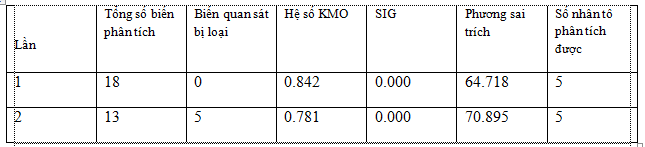 Lần Tổng số biến phân tích Biến quan sát bị loại Hệ số KMO SIG Phương sai trích Số nhân tô phân tích được
1 18 0 0.842 0.000 64.718 5
2 13 5 0.781 0.000 70.895 5